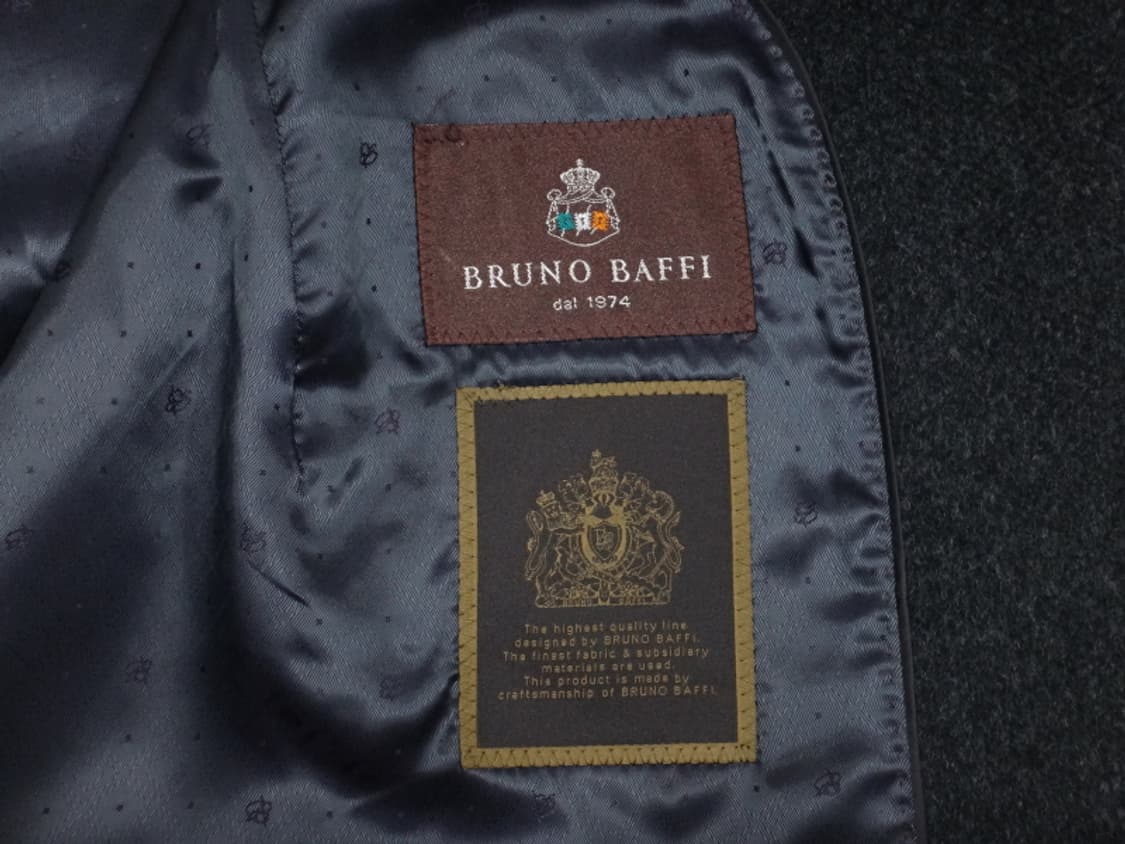 BRUNO BAFFI
dal 1974
The highest quality line
designed by BRUNO BAFFI.
The finest fabric & subsidiary
materials are used.
This product is made by
craftsmanship of BRUNO BAFFI.